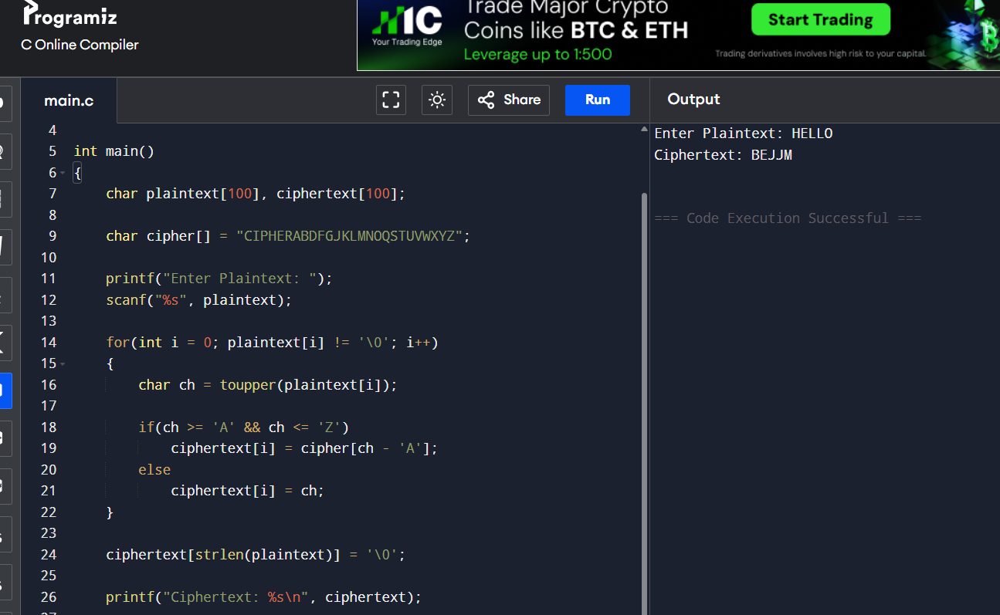 Programiz
C Online Compiler
H1C
Your Trading Edge
Trade Major Crypto
Coins like BTC & ETH
Leverage up to 1:500
Start Trading
Trading derivatives involves high risk to your capital.
main.c
Share
Run
Output
4
5 int main()
6 {
7 char plaintext[100], ciphertext[100];
8
9 char cipher[] = "CIPHERABDFGJKLMNOQSTUVWXYZ";
10
11 printf("Enter Plaintext: ");
12 scanf("%s", plaintext);
13
14 for(int i = 0; plaintext[i] != '\0'; i++)
15 {
16 char ch = toupper(plaintext[i]);
17
18 if(ch >= 'A' && ch <= 'Z')
19 ciphertext[i] = cipher[ch - 'A'];
20 else
21 ciphertext[i] = ch;
22 }
23
24 ciphertext[strlen(plaintext)] = '\0';
25
26 printf("Ciphertext: %s\n", ciphertext);
Enter Plaintext: HELLO
Ciphertext: BEJJM
=== Code Execution Successful ===